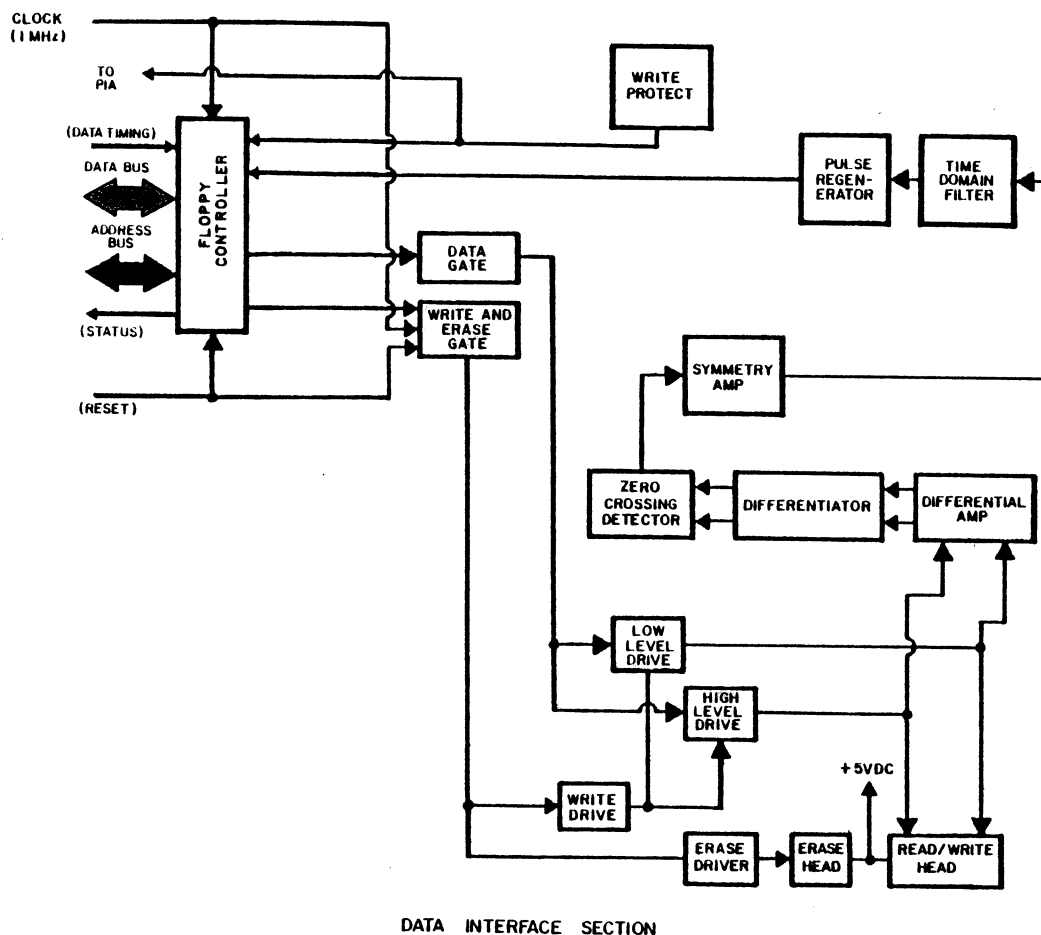 CLOCK
(1 MHz)
TO
PIA
WRITE
PROTECT
(DATA TIMING)
DATA BUS
ADDRESS
BUS
(STATUS)
(RESET)
FLOPPY
CONTROLLER
PULSE
REGEN-
ERATOR
TIME
DOMAIN
FILTER
DATA
GATE
WRITE AND
ERASE
GATE
SYMMETRY
AMP
ZERO
CROSSING
DETECTOR
DIFFERENTIATOR
DIFFERENTIAL
AMP
LOW
LEVEL
DRIVE
HIGH
LEVEL
DRIVE
+5VDC
WRITE
DRIVE
ERASE
DRIVER
ERASE
HEAD
READ/WRITE
HEAD
DATA INTERFACE SECTION